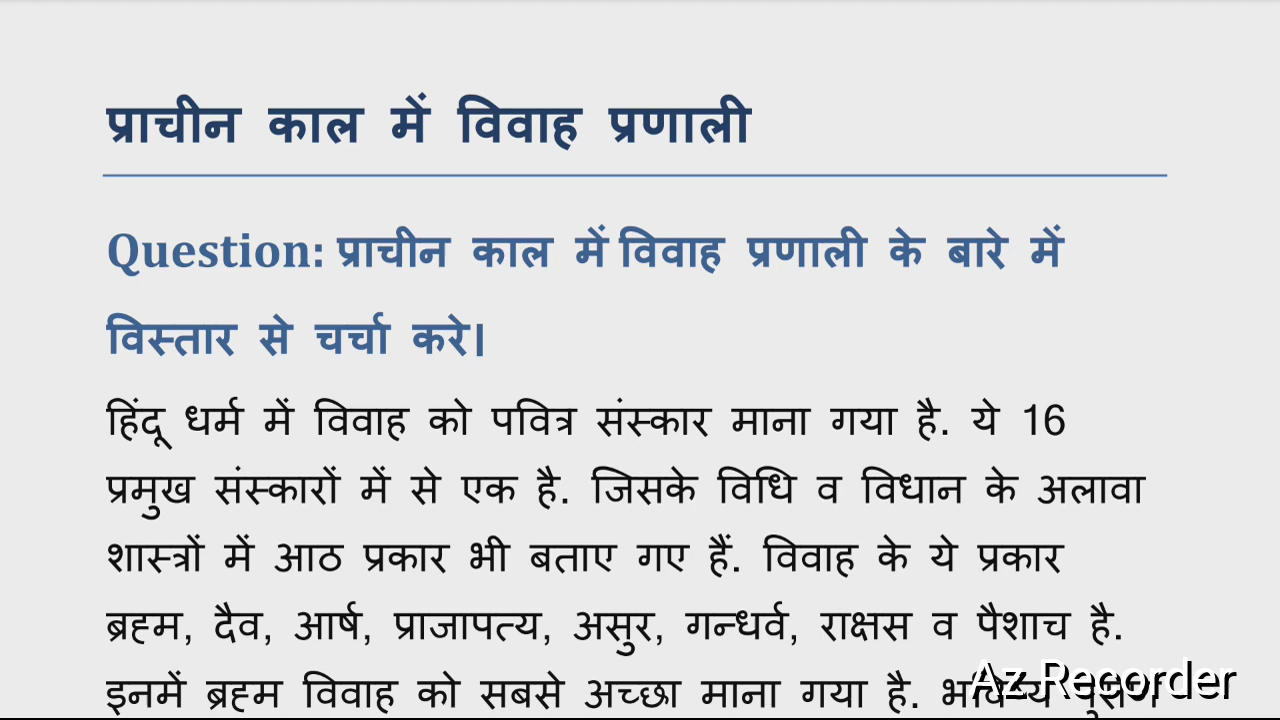 प्राचीन काल में विवाह प्रणाली
Question: प्राचीन काल में विवाह प्रणाली के बारे में
विस्तार से चर्चा करे।
हिंदू धर्म में विवाह को पवित्र संस्कार माना गया है. ये 16
प्रमुख संस्कारों में से एक है. जिसके विधि व विधान के अलावा
शास्त्रों में आठ प्रकार भी बताए गए हैं. विवाह के ये प्रकार
ब्रह्म, दैव, आर्ष, प्राजापत्य, असुर, गन्धर्व, राक्षस व पैशाच है.
इनमें ब्रह्म विवाह को सबसे अच्छा माना गया है.
Az Recorder